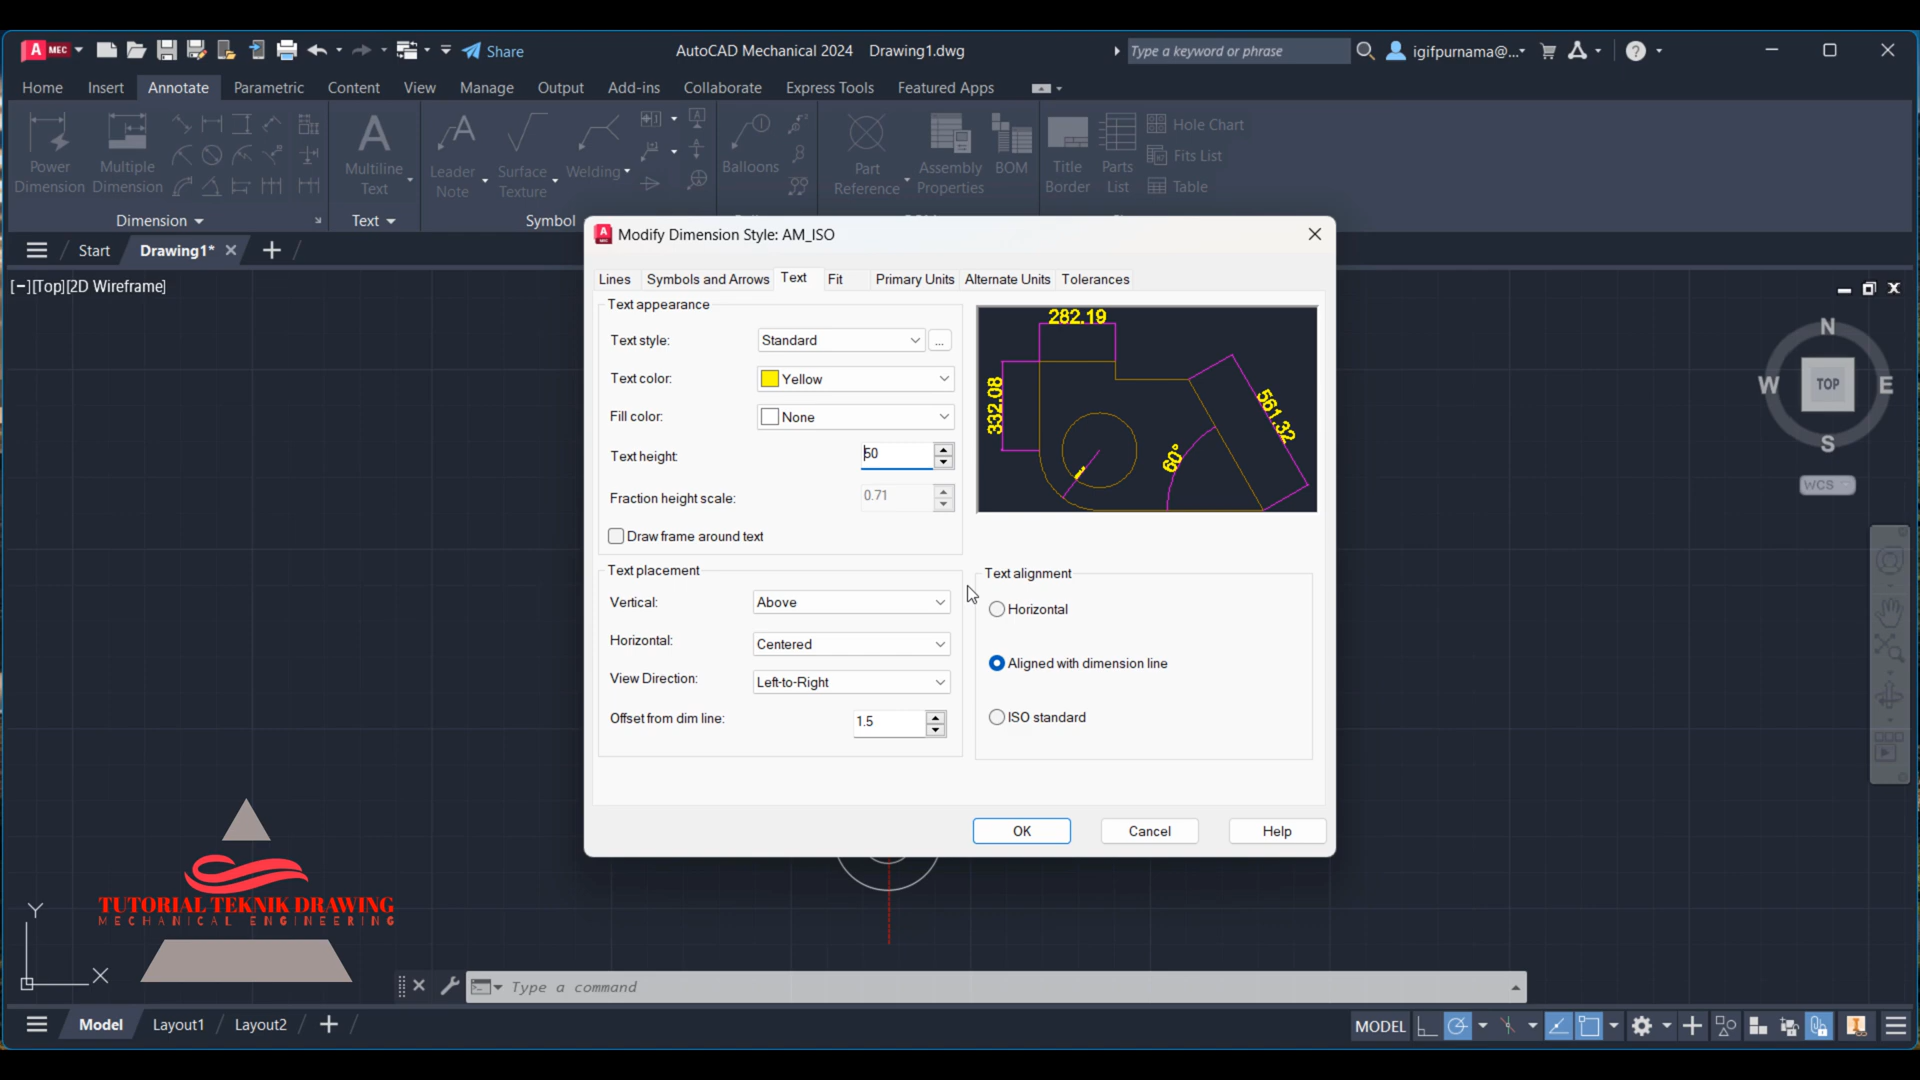 MEC
Share
AutoCAD Mechanical 2024 Drawing1.dwg
Type a keyword or phrase
igifpurnama@...
Home Insert Annotate Parametric Content View Manage Output Add-ins Collaborate Express Tools Featured Apps
Power Dimension
Multiple Dimension
Multiline Text
Leader Note
Surface Texture
Welding
Balloons
Part Reference
Assembly Properties
BOM
Title Border
Parts List
Hole Chart
Fits List
Table
Dimension
Text
Symbol
Start Drawing1*
[−][Top][2D Wireframe]
Modify Dimension Style: AM_ISO
Lines Symbols and Arrows Text Fit Primary Units Alternate Units Tolerances
Text appearance
Text style: Standard ...
Text color: Yellow
Fill color: None
Text height: 50
Fraction height scale: 0.71
Draw frame around text
282.19
332.08
561.32
60°
Text placement
Vertical: Above
Horizontal: Centered
View Direction: Left-to-Right
Offset from dim line: 1.5
Text alignment
Horizontal
Aligned with dimension line
ISO standard
OK Cancel Help
N
W TOP E
S
WCS
TUTORIAL TEKNIK DRAWING
MECHANICAL ENGINEERING
Y
X
Type a command
Model Layout1 Layout2
MODEL